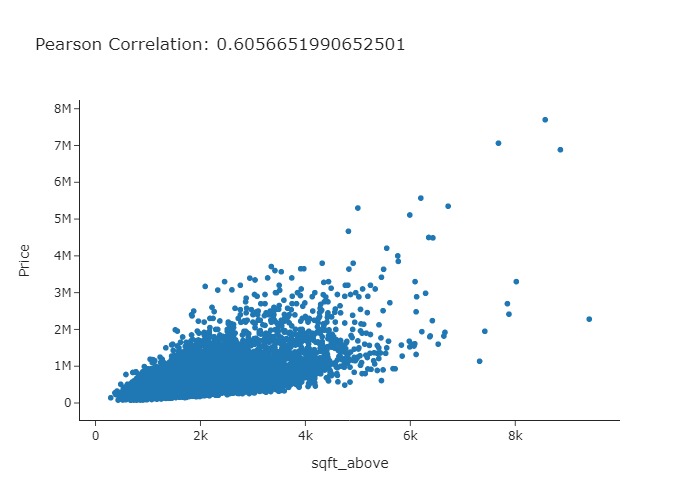 Pearson Correlation: 0.6056651990652501
8M
7M
6M
5M
4M
3M
2M
1M
0
Price
0 2k 4k 6k 8k
sqft_above